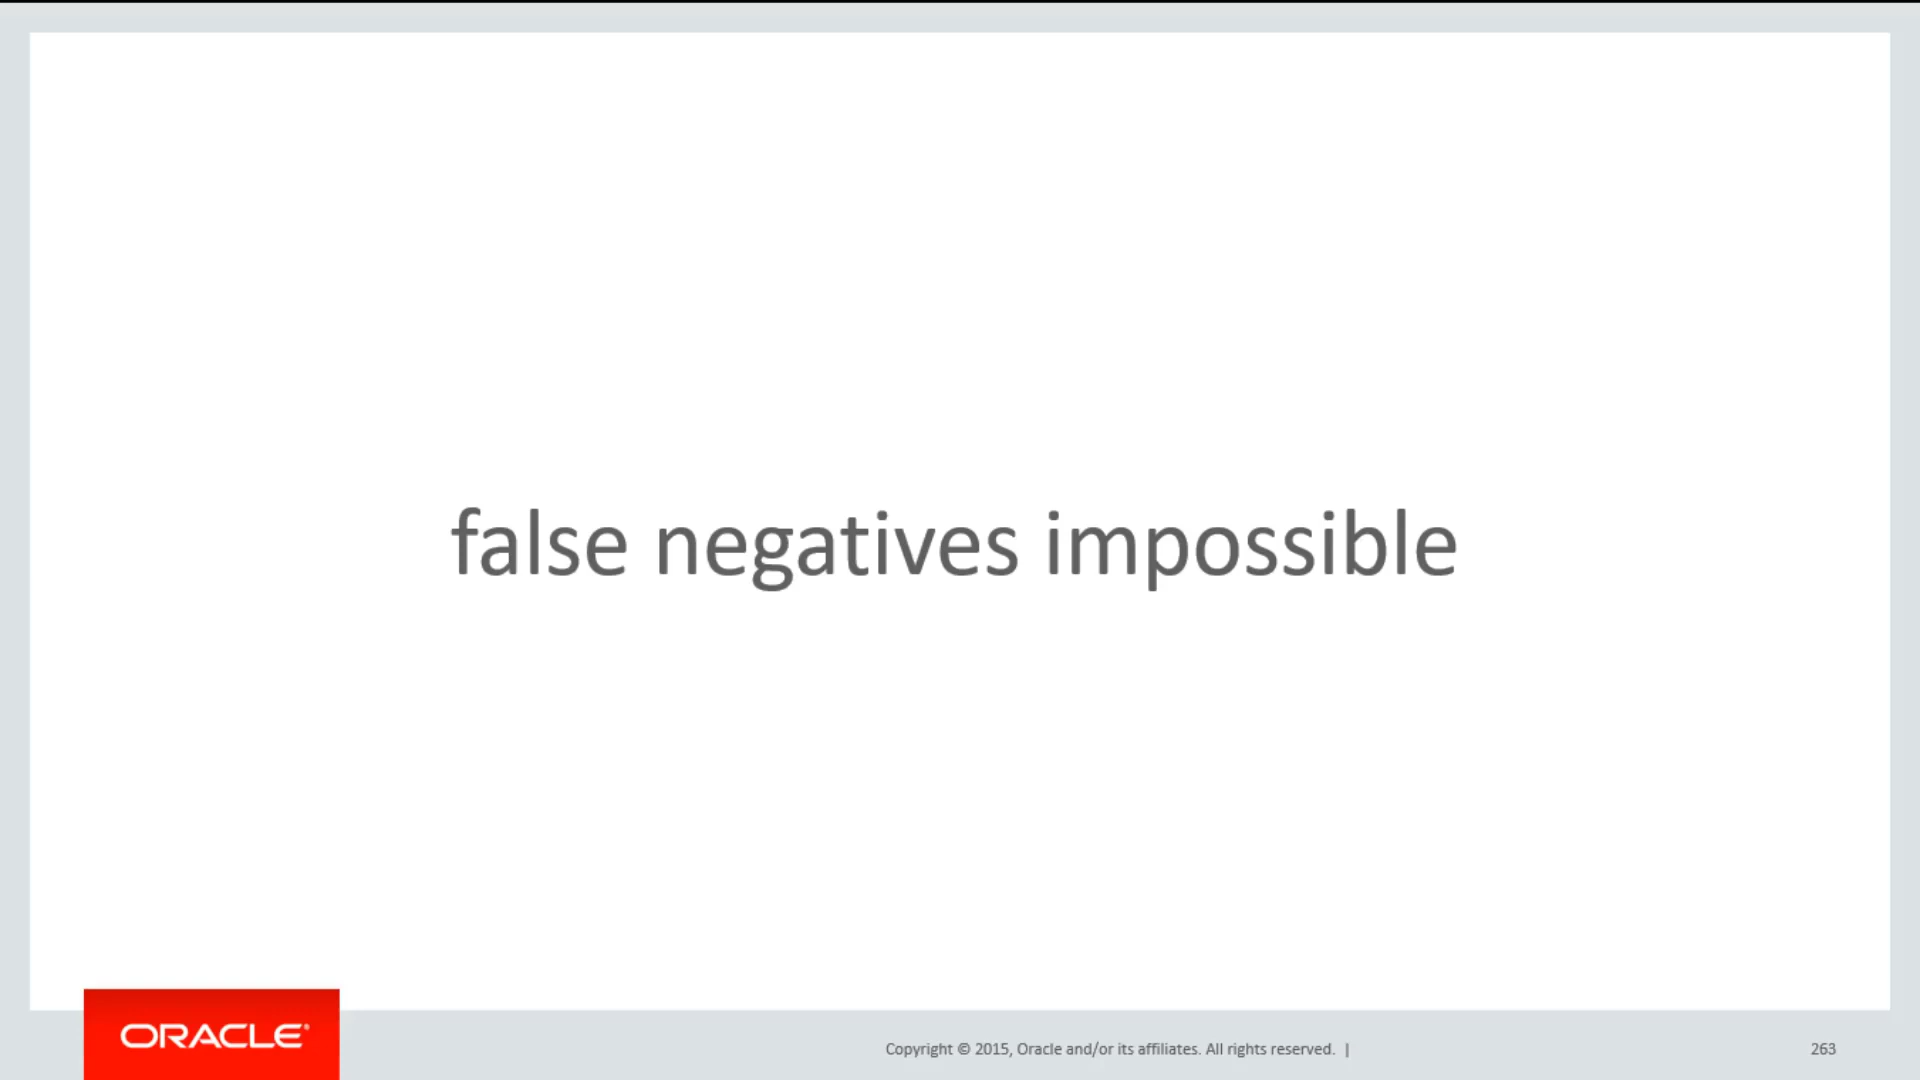 false negatives impossible
ORACLE®
Copyright © 2015, Oracle and/or its affiliates. All rights reserved. |
263